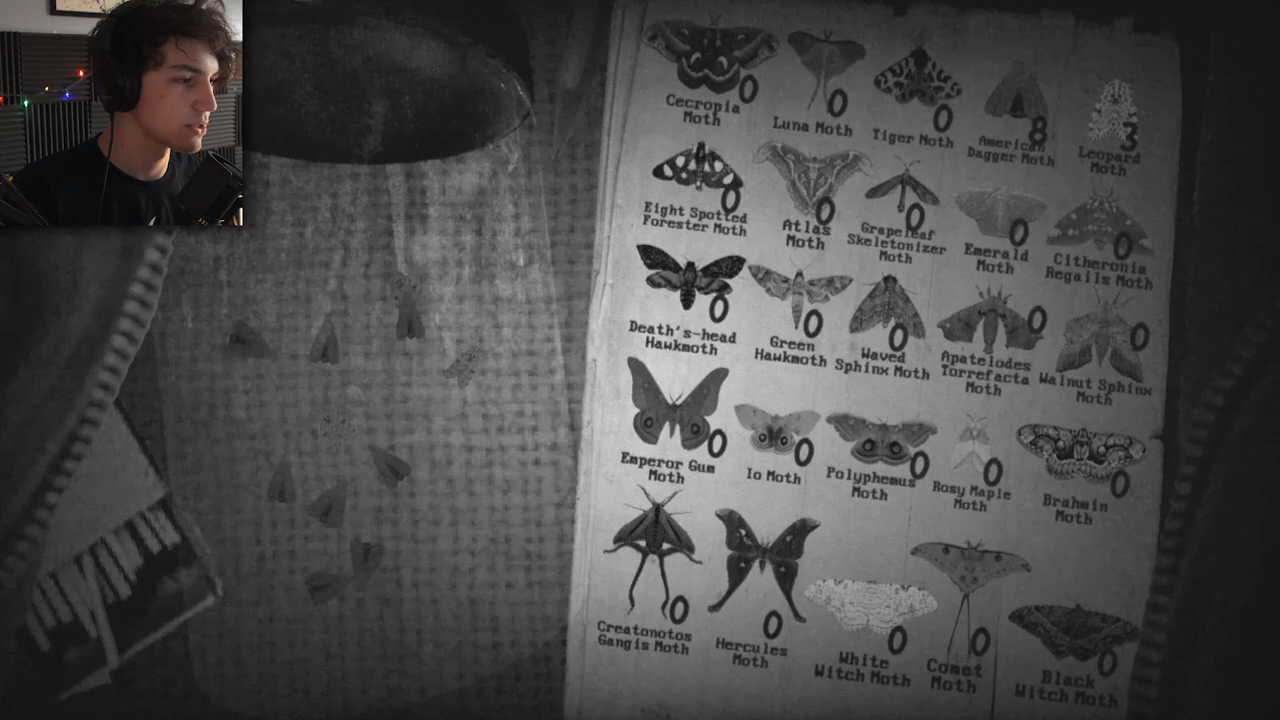 0
Cecropia
Moth
0
Luna Moth
0
Tiger Moth
8
American
Dagger Moth
3
Leopard
Moth
0
Eight Spotted
Forester Moth
0
Atlas
Moth
0
Grapeleaf
Skeletonizer
Moth
0
Emerald
Moth
0
Citheronia
Regails Moth
0
Death's-head
Hawkmoth
0
Green
Hawkmoth
0
Waved
Sphinx Moth
0
Apatelodes
Torrefacta
Moth
0
Walnut Sphinx
Moth
0
Emperor Gum
Moth
0
Io Moth
0
Polyphemus
Moth
0
Rosy Maple
Moth
0
Brahmin
Moth
0
Creatonotos
Gangis Moth
0
Hercules
Moth
0
White
Witch Moth
0
Comet
Moth
0
Black
Witch Moth